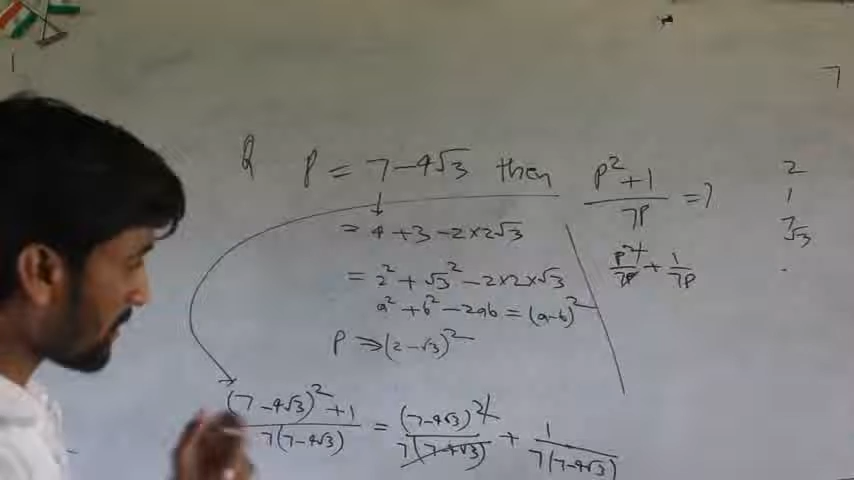 7
Q P = 7-4√3 then (P²+1)/7P = ?
2
1
7
√3
= 4+3-2×2√3
P²/7P + 1/7P
= 2²+√3²-2×2×√3
a²+b²-2ab = (a-b)²
P ⇒ (2-√3)²
((7-4√3)²+1)/7(7-4√3) = (7-4√3)²/7(7-4√3) + 1/7(7-4√3)